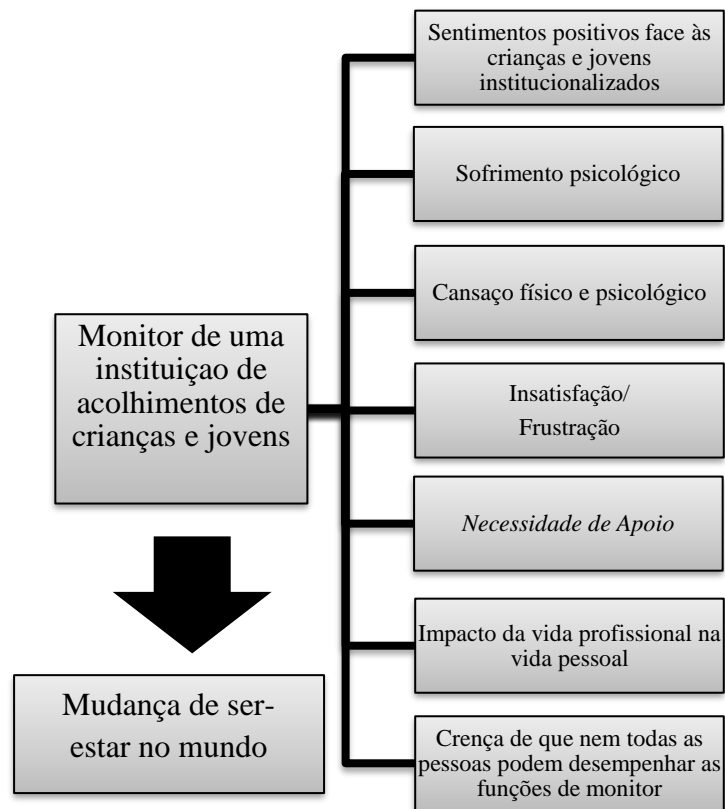 Sentimentos positivos face às
crianças e jovens
institucionalizados
Sofrimento psicológico
Cansaço físico e psicológico
Monitor de uma
instituiçao de
acolhimentos de
crianças e jovens
Insatisfação/
Frustração
Necessidade de Apoio
Impacto da vida profissional na
vida pessoal
Mudança de ser-
estar no mundo
Crença de que nem todas as
pessoas podem desempenhar as
funções de monitor